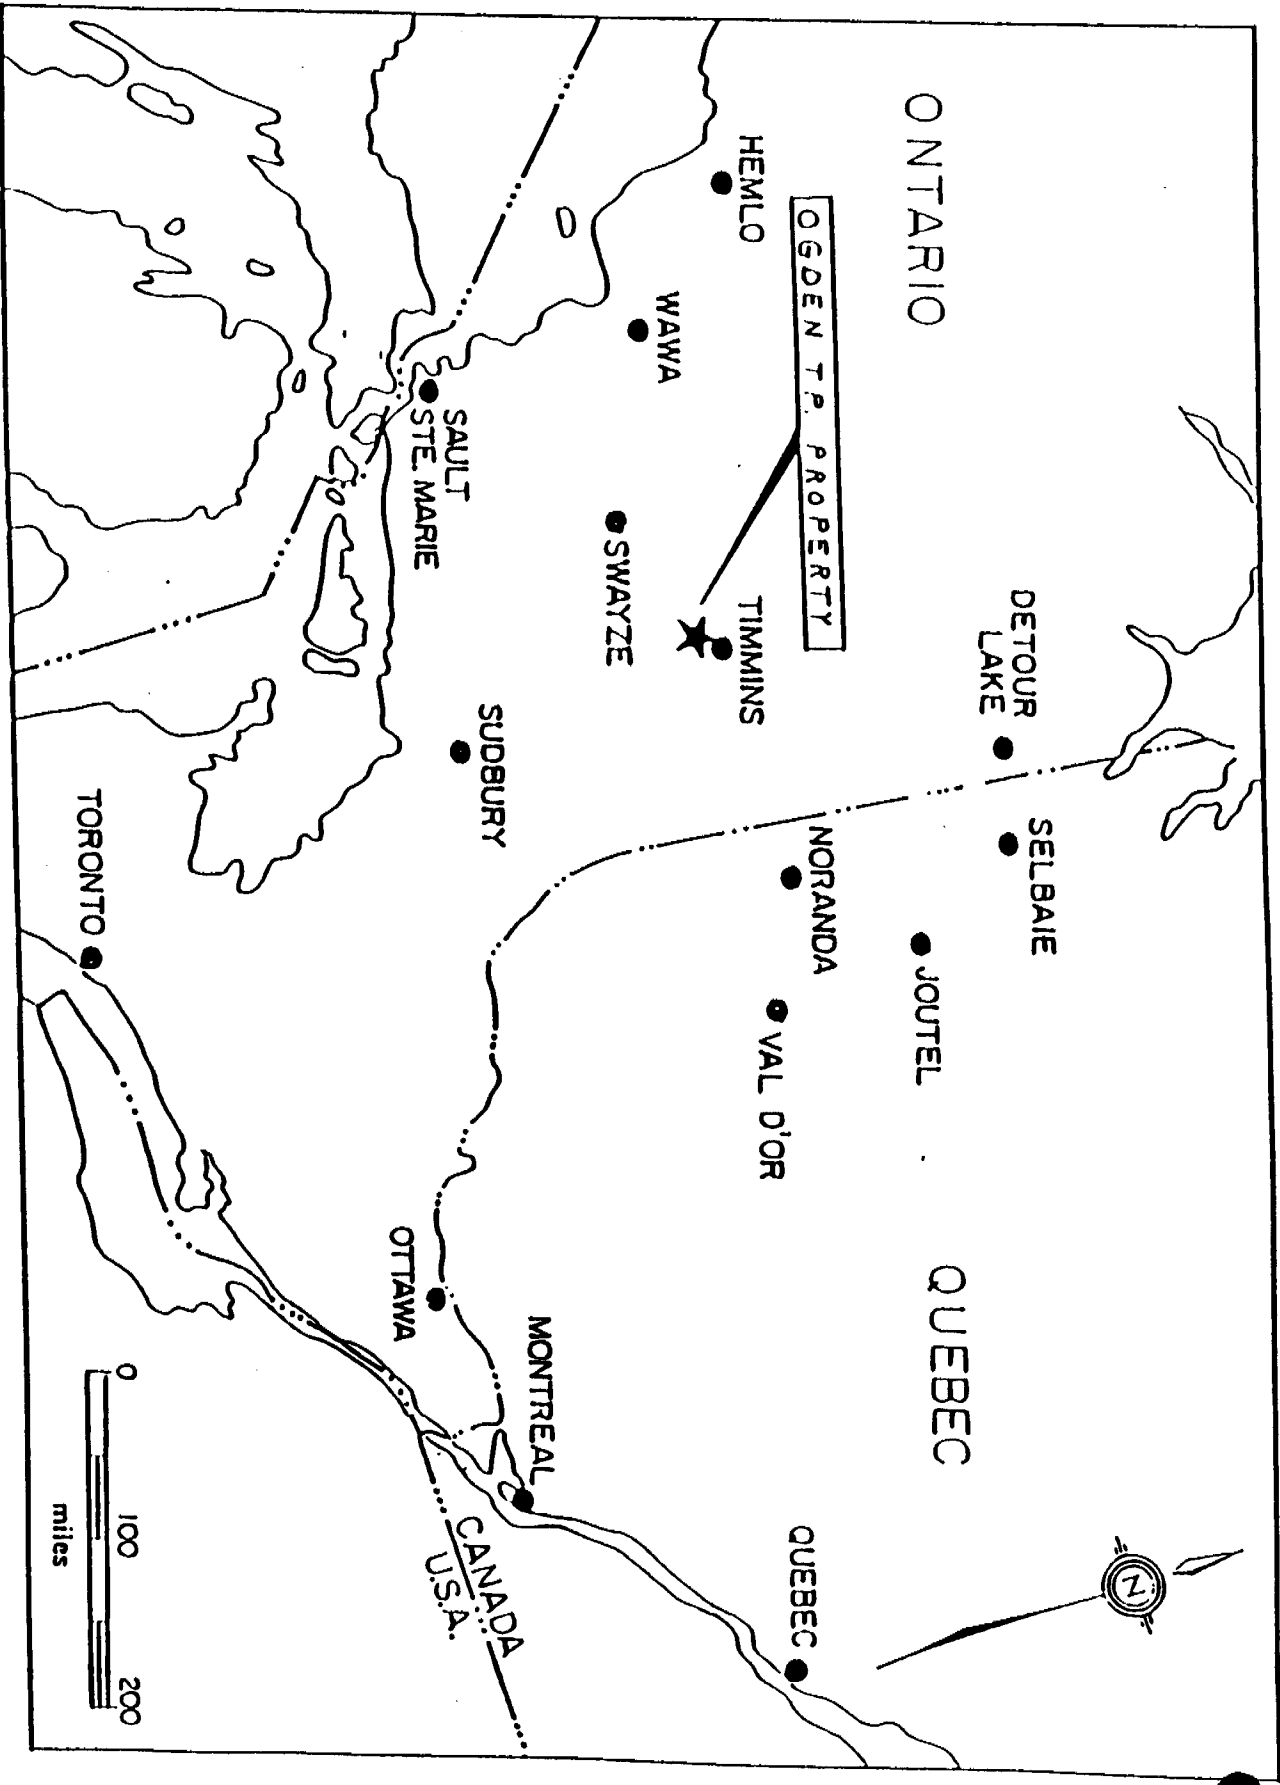 ONTARIO
QUEBEC
DETOUR
LAKE
SELBAIE
JOUTEL
OGDEN TP. PROPERTY
HEMLO
TIMMINS
NORANDA
VAL D'OR
QUEBEC
WAWA
SWAYZE
SAULT
STE. MARIE
SUDBURY
MONTREAL
OTTAWA
CANADA
U.S.A.
TORONTO
N
0 100 200
miles